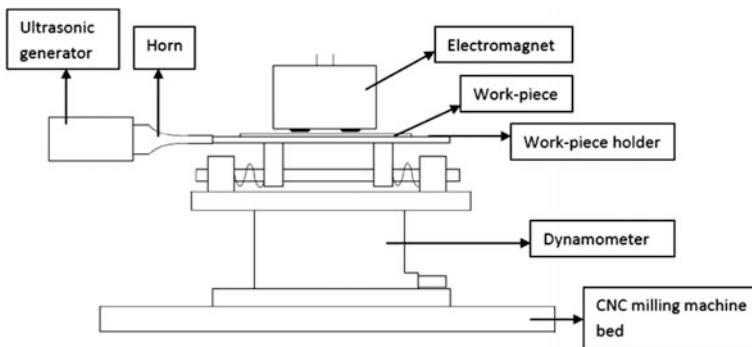 Ultrasonic
generator
Horn
Electromagnet
Work-piece
Work-piece holder
Dynamometer
CNC milling machine
bed